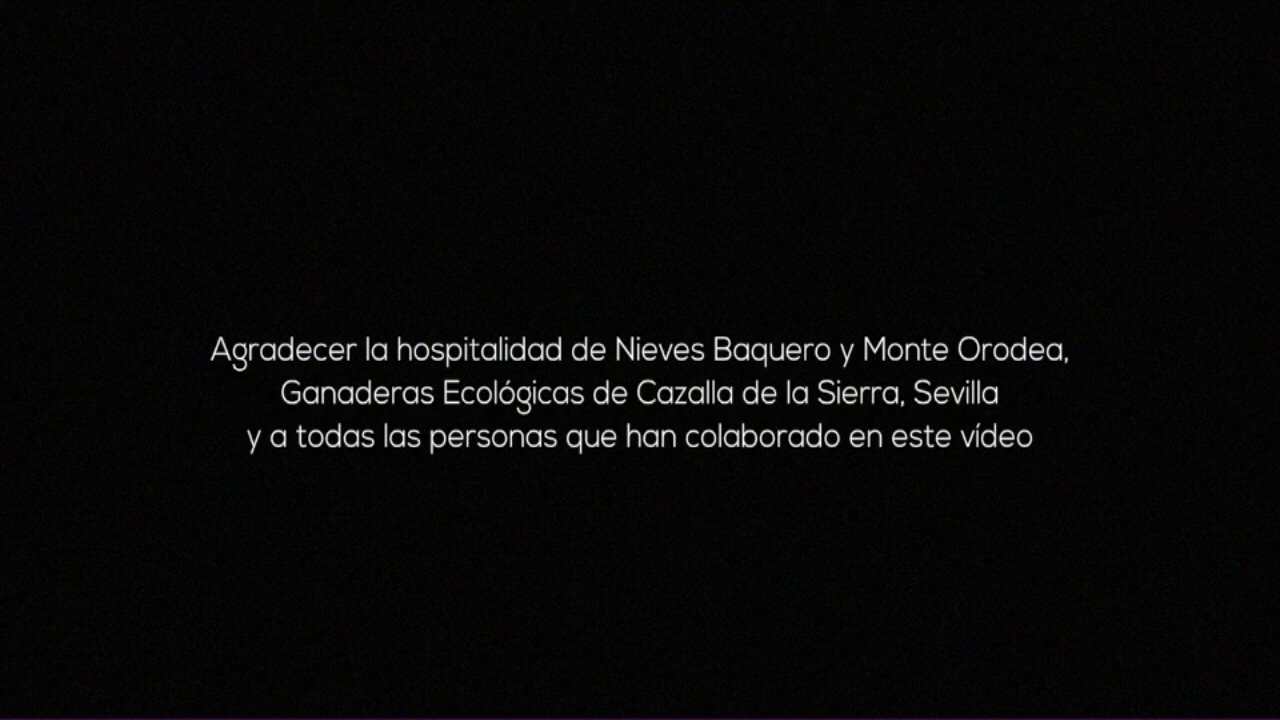 Agradecer la hospitalidad de Nieves Baquero y Monte Orodea,
Ganaderas Ecológicas de Cazalla de la Sierra, Sevilla
y a todas las personas que han colaborado en este vídeo